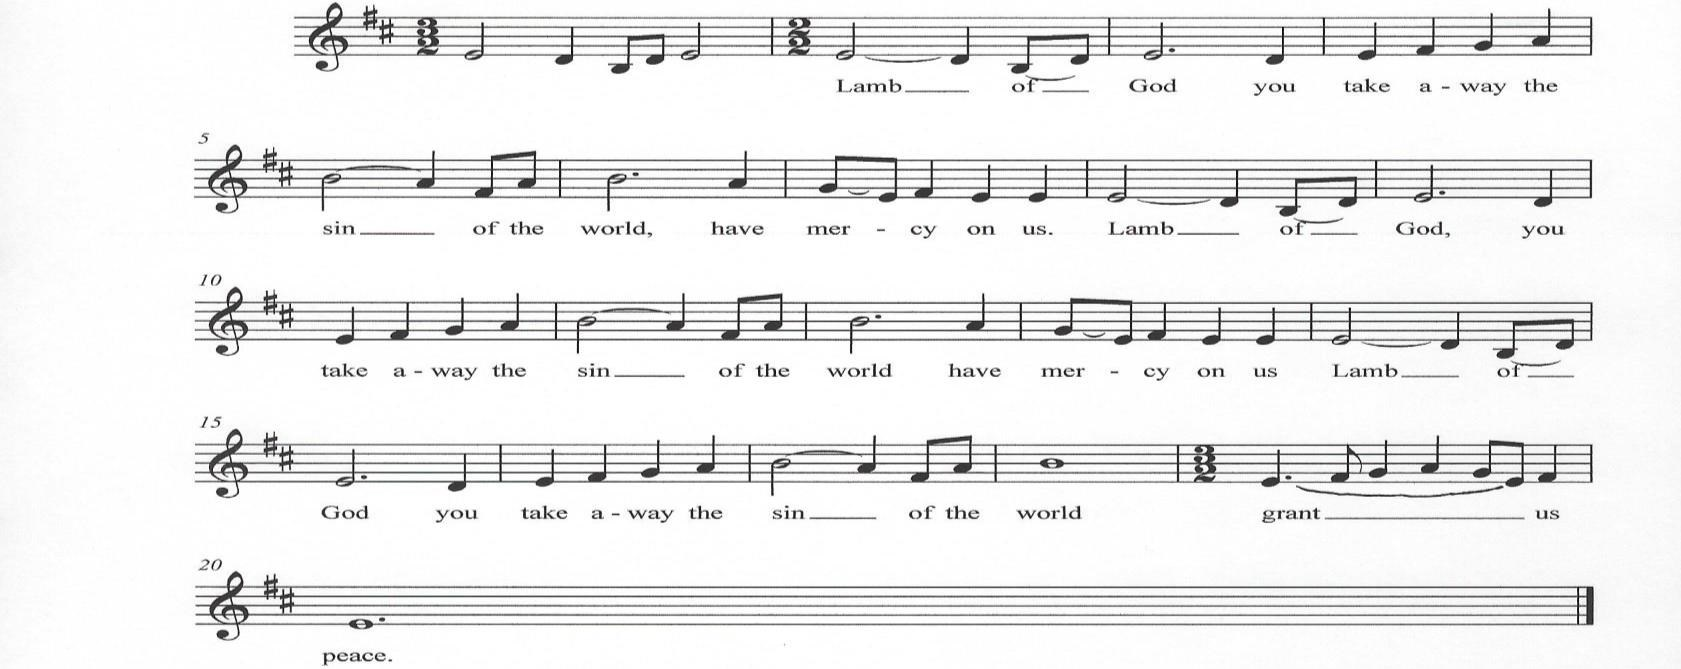 Lamb of God you take a - way the
5
sin of the world, have mer - cy on us. Lamb of God, you
10
take a - way the sin of the world have mer - cy on us Lamb of
15
God you take a - way the sin of the world grant us
20
peace.